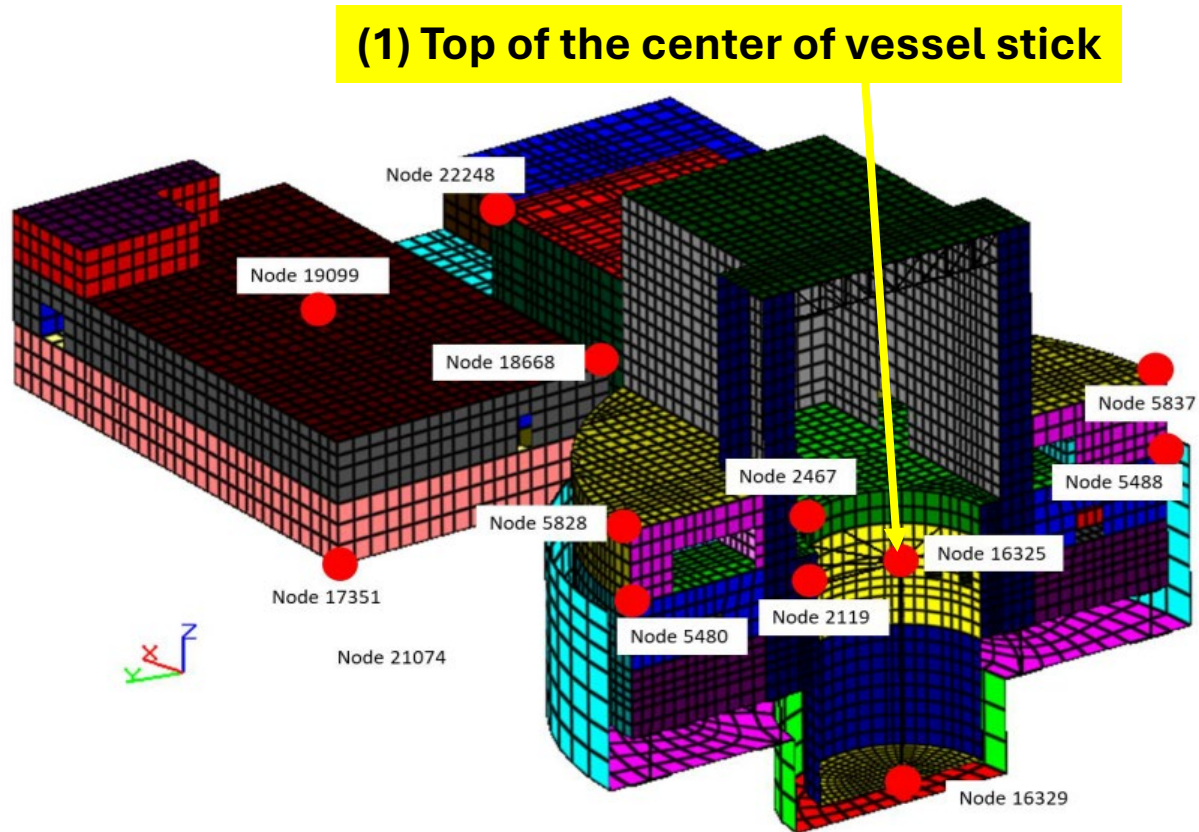 (1) Top of the center of vessel stick
Node 22248
Node 19099
Node 18668
Node 5837
Node 2467
Node 5488
Node 5828
Node 16325
Node 17351
Node 2119
Node 5480
Node 21074
Node 16329
Z
X
Y